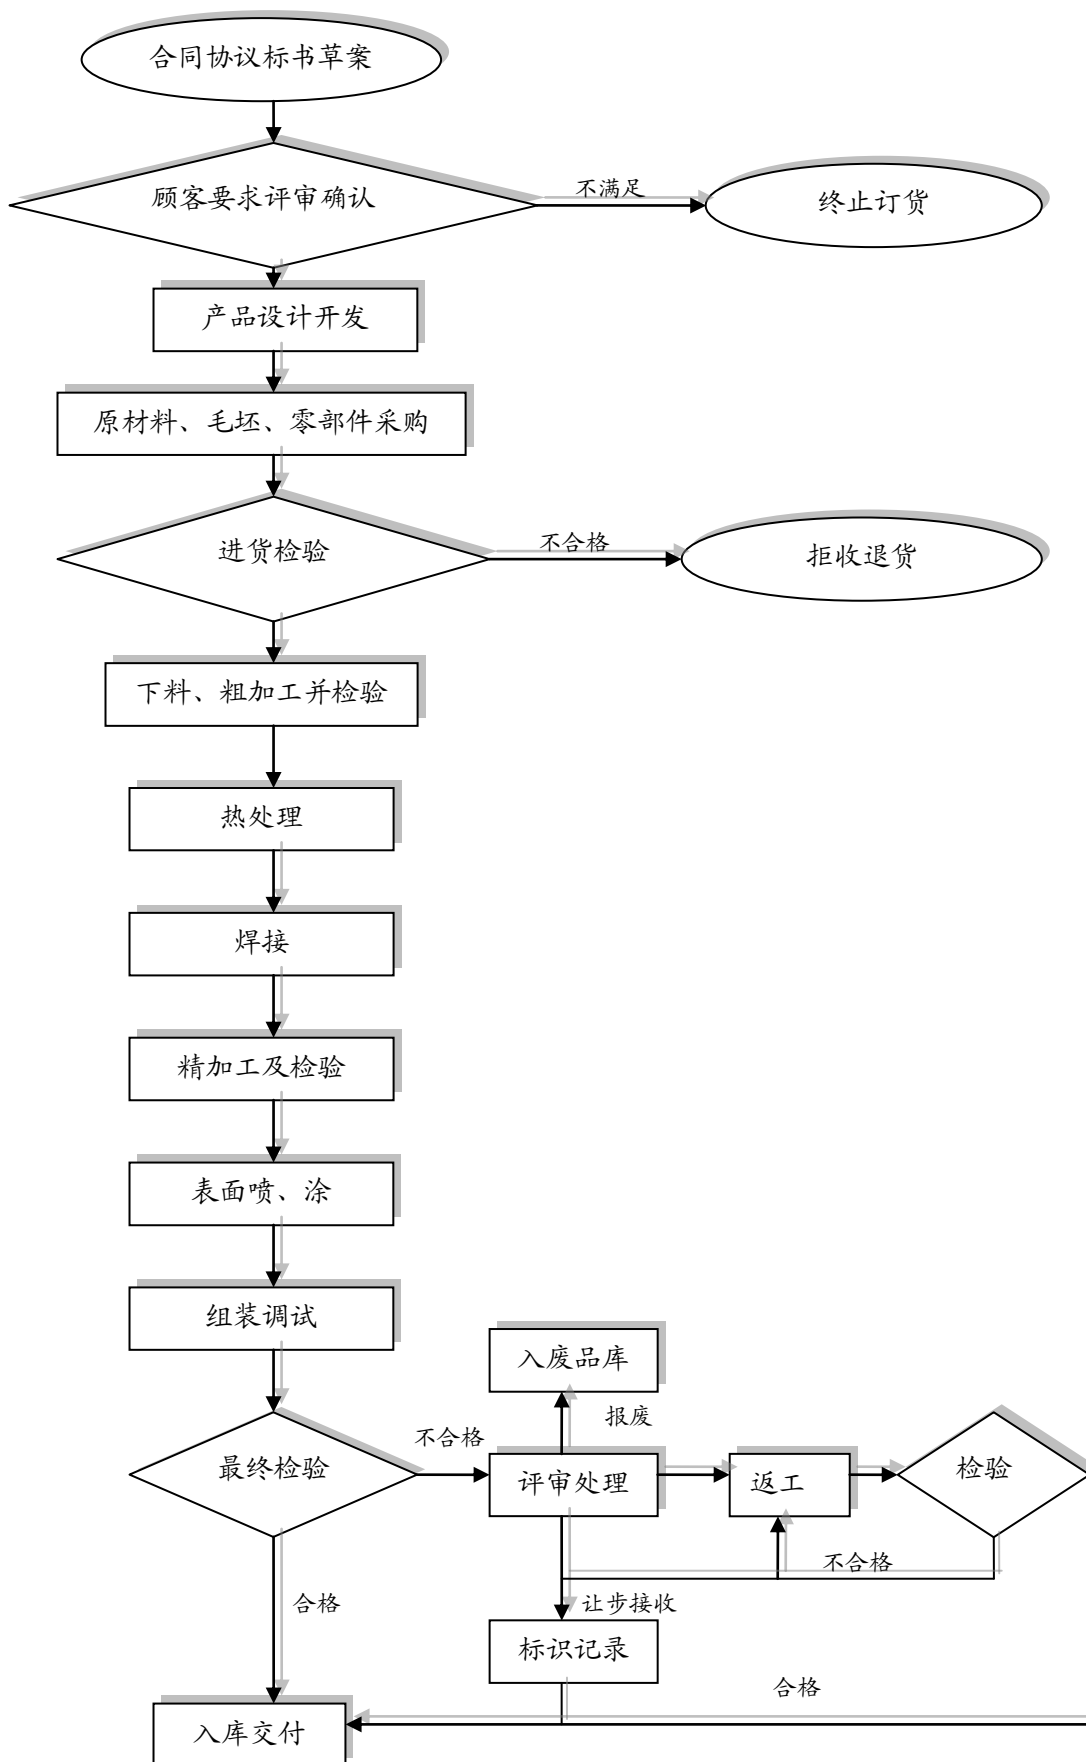 合同协议标书草案
顾客要求评审确认
不满足
终止订货
产品设计开发
原材料、毛坯、零部件采购
进货检验
不合格
拒收退货
下料、粗加工并检验
热处理
焊接
精加工及检验
表面喷、涂
组装调试
入废品库
报废
最终检验
不合格
评审处理
返工
检验
不合格
合格
让步接收
标识记录
合格
入库交付